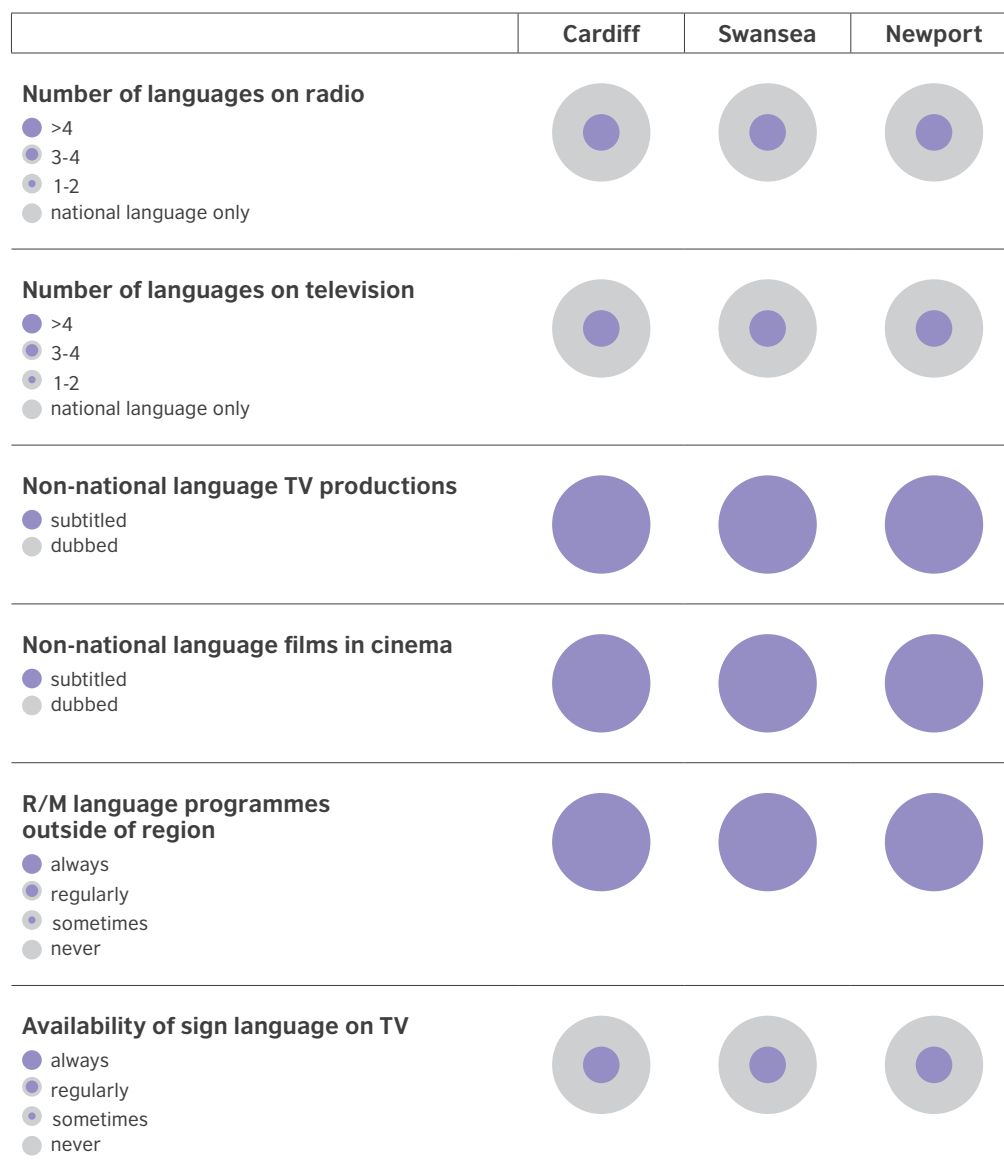 Cardiff Swansea Newport
Number of languages on radio
>4
3-4
1-2
national language only
Number of languages on television
>4
3-4
1-2
national language only
Non-national language TV productions
subtitled
dubbed
Non-national language films in cinema
subtitled
dubbed
R/M language programmes
outside of region
always
regularly
sometimes
never
Availability of sign language on TV
always
regularly
sometimes
never